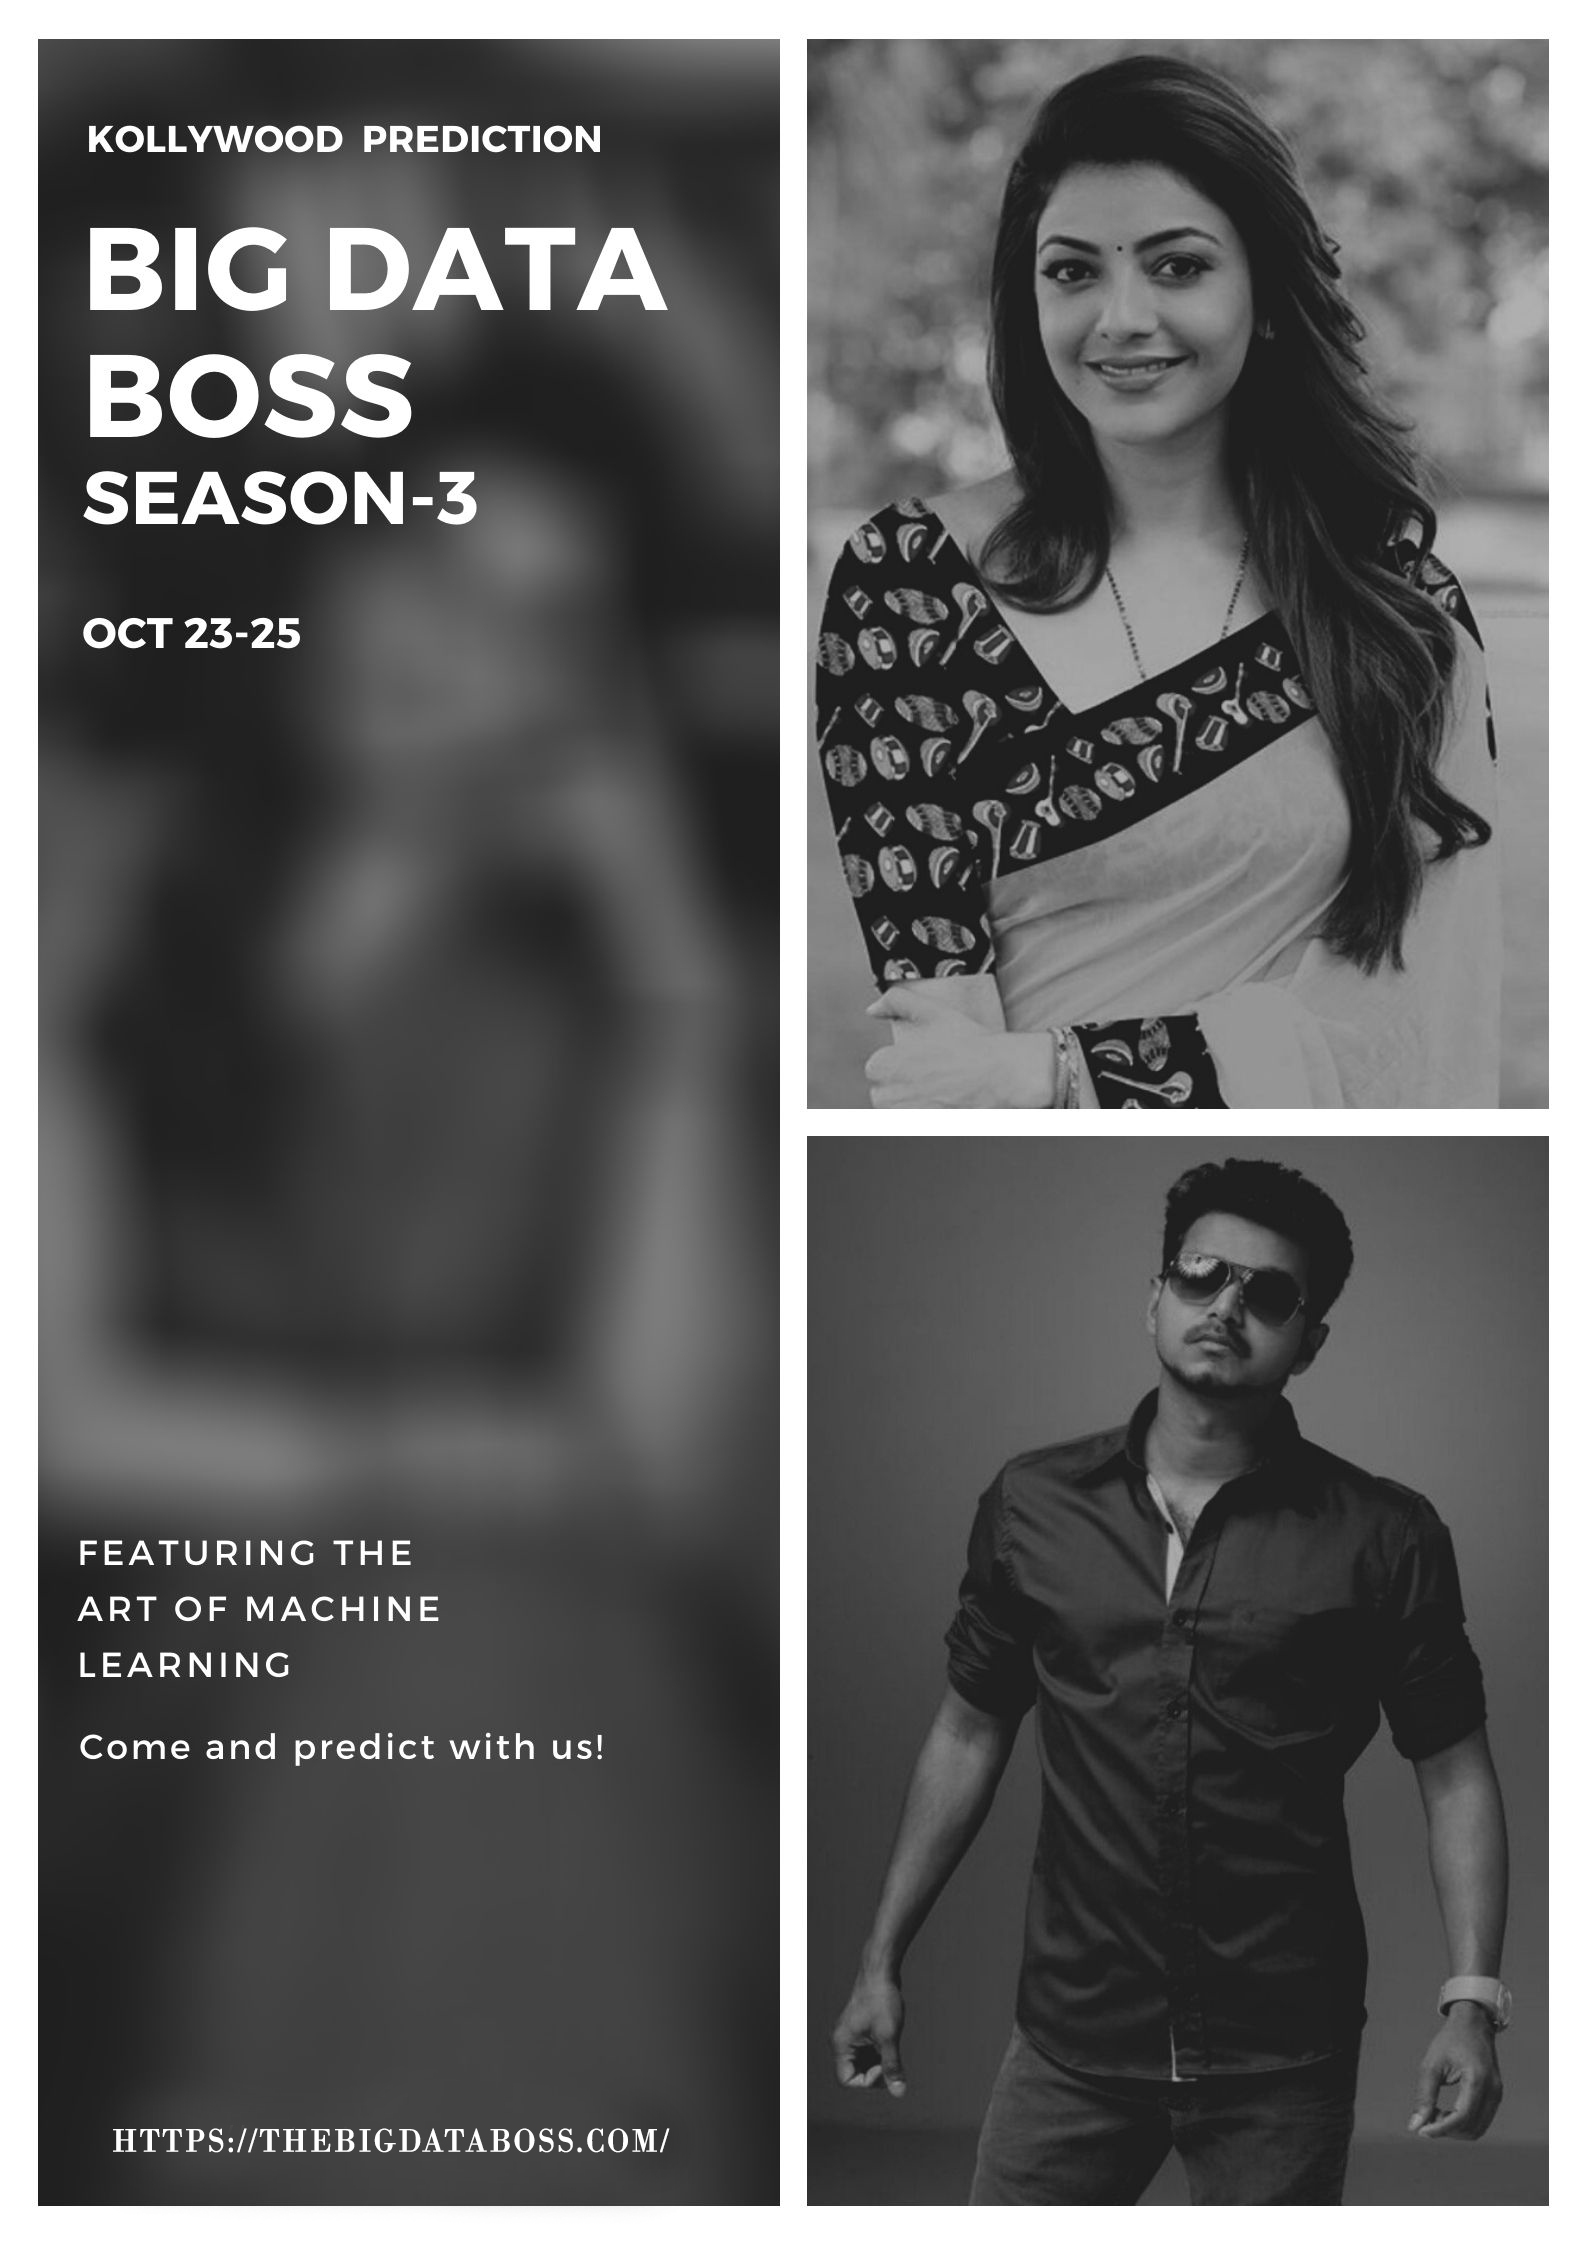 KOLLYWOOD PREDICTION
BIG DATA
BOSS
SEASON-3
OCT 23-25
FEATURING THE
ART OF MACHINE
LEARNING
Come and predict with us!
HTTPS://THEBIGDATABOSS.COM/